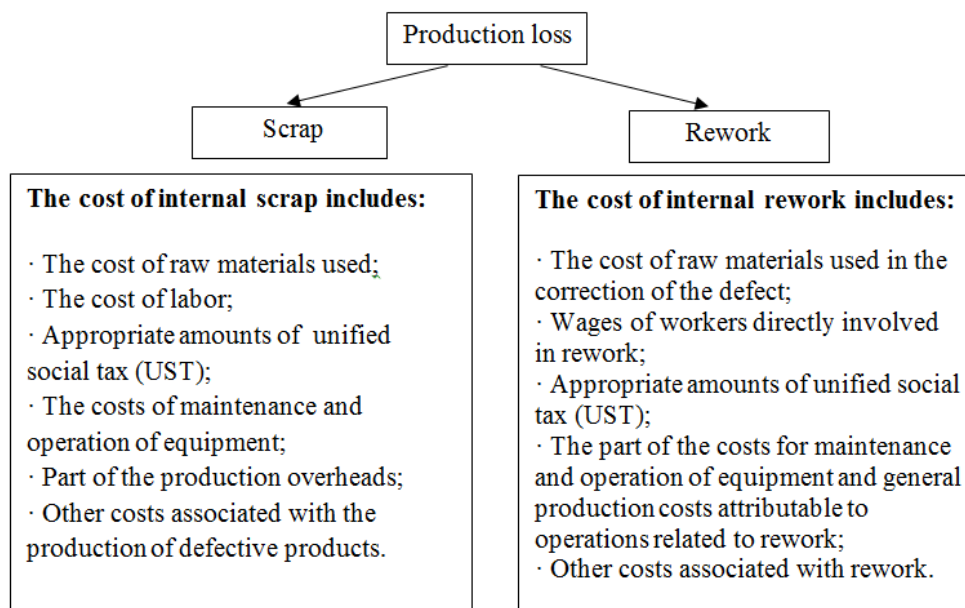 Production loss
Scrap
Rework
The cost of internal scrap includes:
· The cost of raw materials used;
· The cost of labor;
· Appropriate amounts of unified
social tax (UST);
· The costs of maintenance and
operation of equipment;
· Part of the production overheads;
· Other costs associated with the
production of defective products.
The cost of internal rework includes:
· The cost of raw materials used in the
correction of the defect;
· Wages of workers directly involved
in rework;
· Appropriate amounts of unified social
tax (UST);
· The part of the costs for maintenance
and operation of equipment and general
production costs attributable to
operations related to rework;
· Other costs associated with rework.